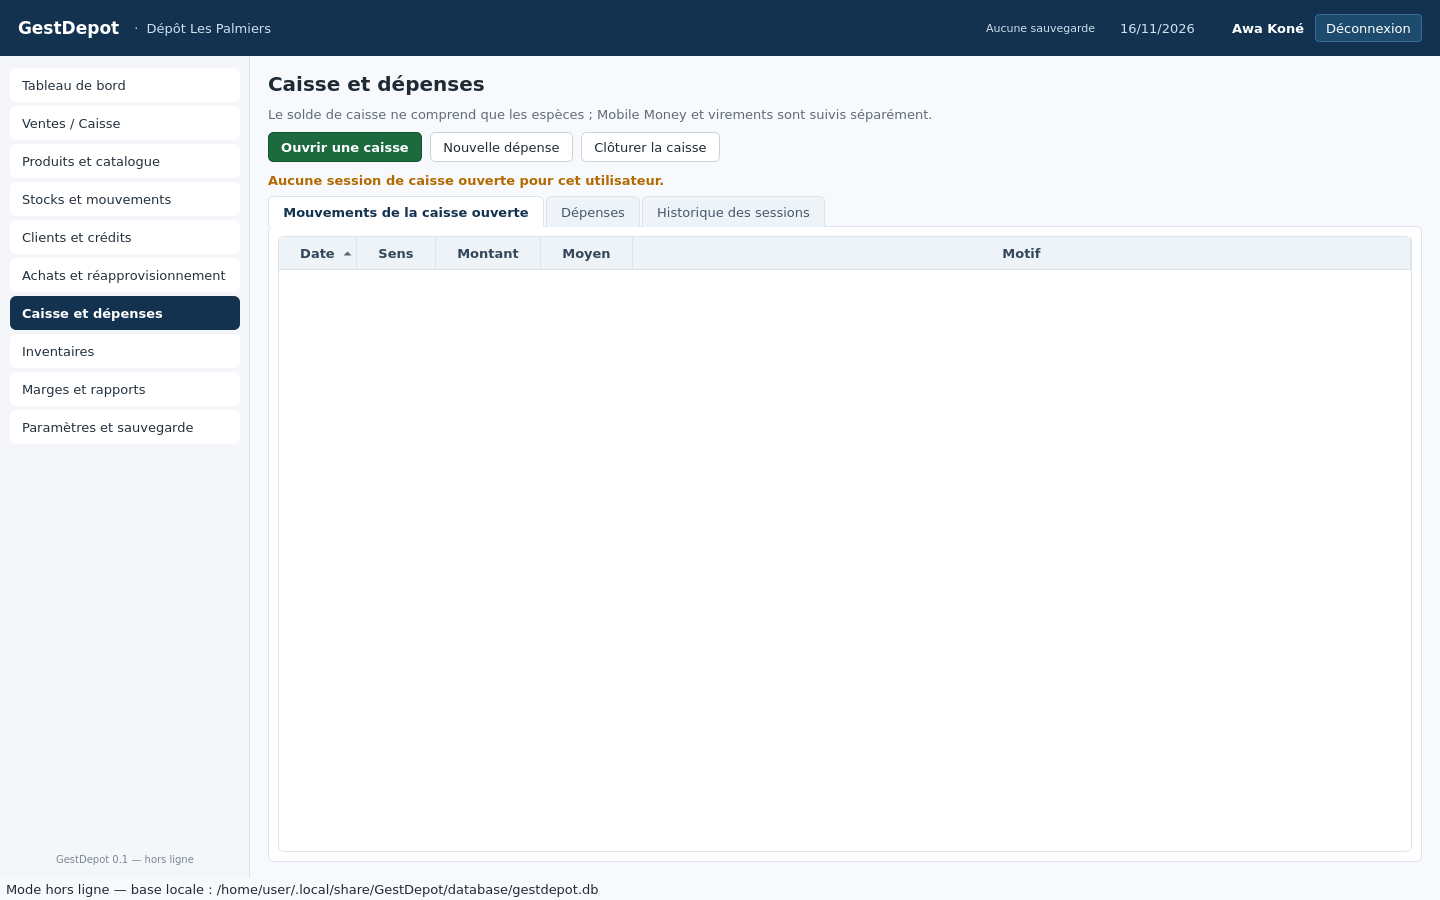 GestDepot · Dépôt Les Palmiers Aucune sauvegarde 16/11/2026 Awa Koné Déconnexion
Tableau de bord
Ventes / Caisse
Produits et catalogue
Stocks et mouvements
Clients et crédits
Achats et réapprovisionnement
Caisse et dépenses
Inventaires
Marges et rapports
Paramètres et sauvegarde
GestDepot 0.1 — hors ligne
Caisse et dépenses
Le solde de caisse ne comprend que les espèces ; Mobile Money et virements sont suivis séparément.
Ouvrir une caisse Nouvelle dépense Clôturer la caisse
Aucune session de caisse ouverte pour cet utilisateur.
Mouvements de la caisse ouverte Dépenses Historique des sessions
Date Sens Montant Moyen Motif
Mode hors ligne — base locale : /home/user/.local/share/GestDepot/database/gestdepot.db